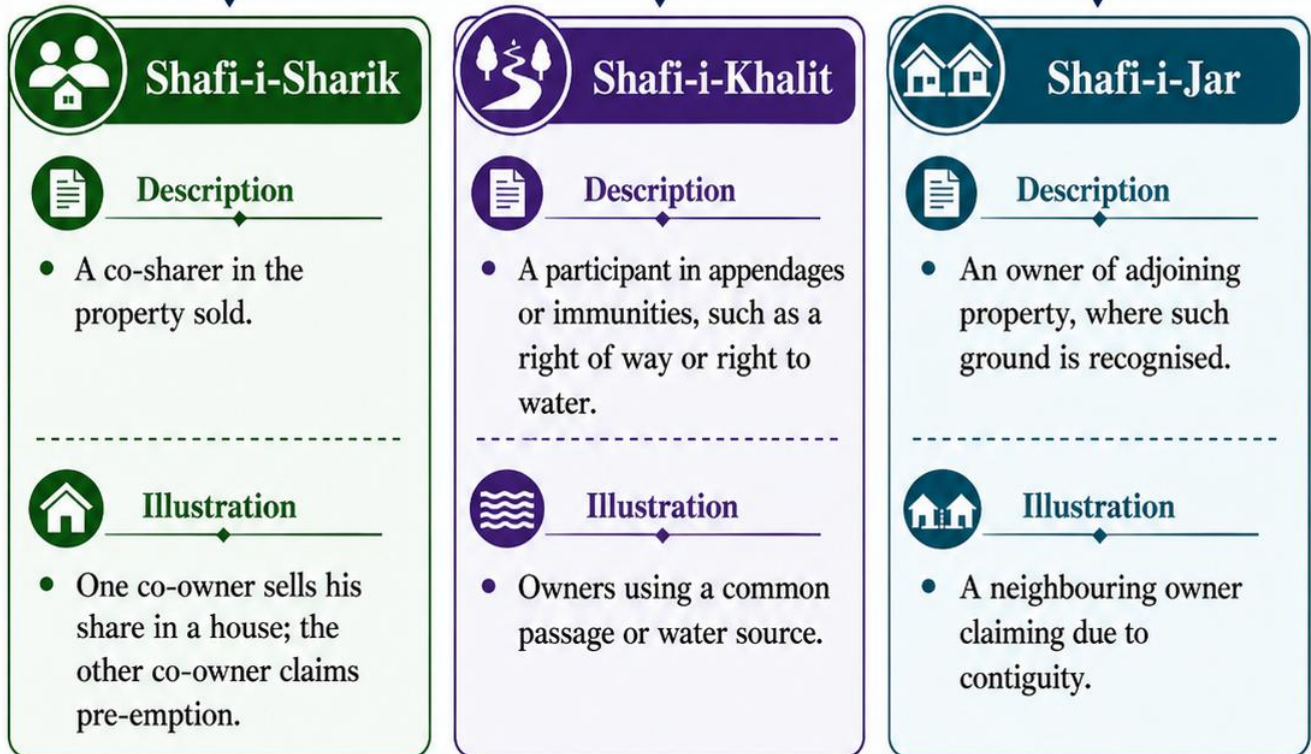 Shafi-i-Sharik
Description
A co-sharer in the
property sold.
Illustration
One co-owner sells his
share in a house; the
other co-owner claims
pre-emption.
Shafi-i-Khalit
Description
A participant in appendages
or immunities, such as a
right of way or right to
water.
Illustration
Owners using a common
passage or water source.
Shafi-i-Jar
Description
An owner of adjoining
property, where such
ground is recognised.
Illustration
A neighbouring owner
claiming due to
contiguity.